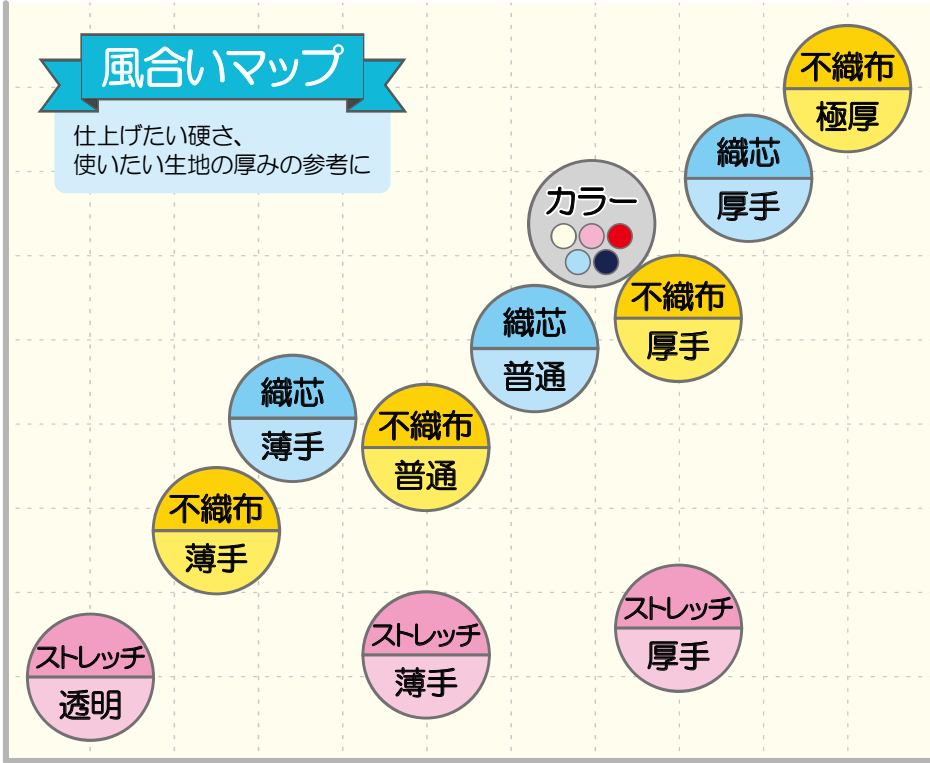 風合いマップ
仕上げたい硬さ、
使いたい生地の厚みの参考に
不織布
極厚
織芯
厚手
カラー
不織布
厚手
織芯
普通
織芯
薄手
不織布
普通
不織布
薄手
ストレッチ
厚手
ストレッチ
薄手
ストレッチ
透明